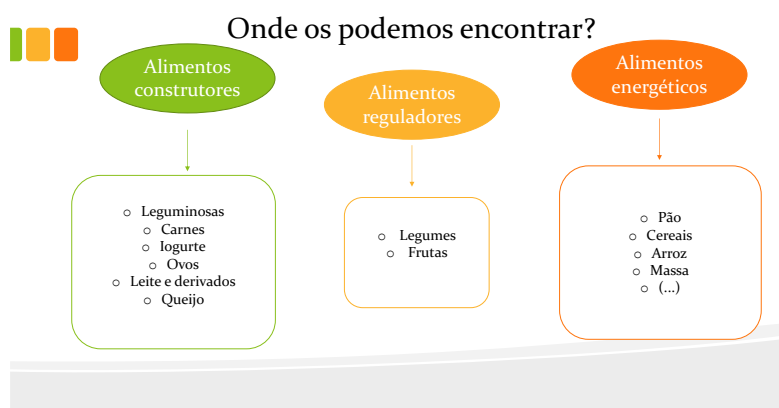 Onde os podemos encontrar?
Alimentos
construtores
○ Leguminosas
○ Carnes
○ Iogurte
○ Ovos
○ Leite e derivados
○ Queijo
Alimentos
reguladores
○ Legumes
○ Frutas
Alimentos
energéticos
○ Pão
○ Cereais
○ Arroz
○ Massa
○ (...)